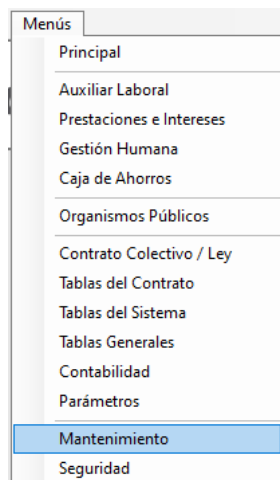 Menús
Principal
Auxiliar Laboral
Prestaciones e Intereses
Gestión Humana
Caja de Ahorros
Organismos Públicos
Contrato Colectivo / Ley
Tablas del Contrato
Tablas del Sistema
Tablas Generales
Contabilidad
Parámetros
Mantenimiento
Seguridad